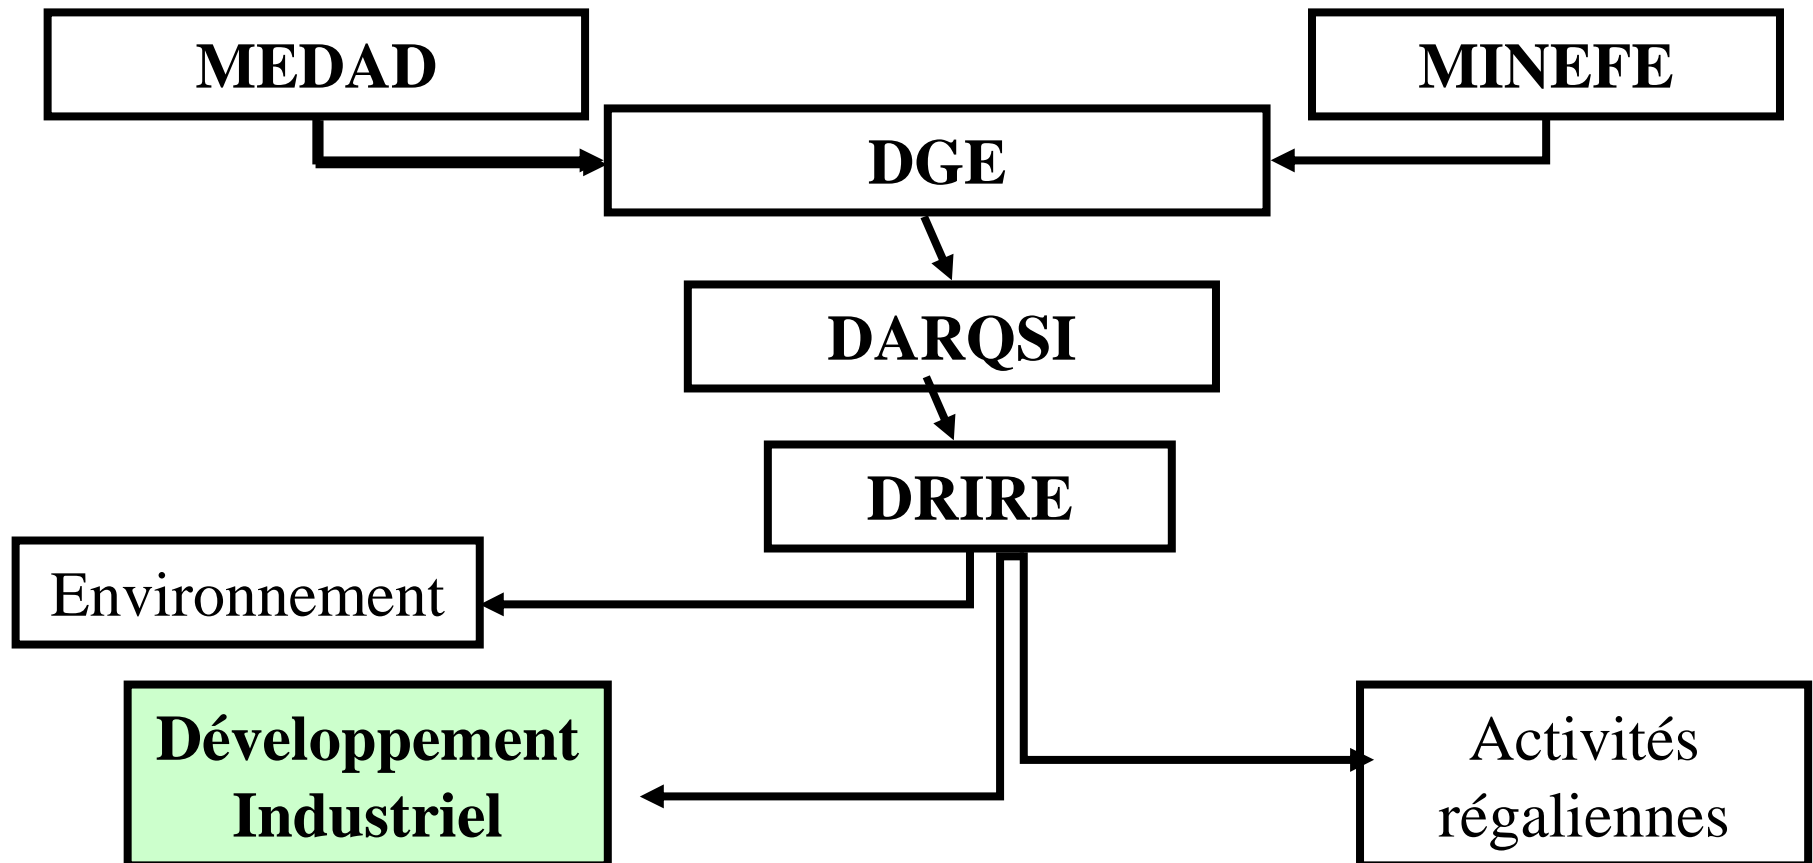 MEDAD
MINEFE
DGE
DARQSI
DRIRE
Environnement
Développement
Industriel
Activités
régaliennes